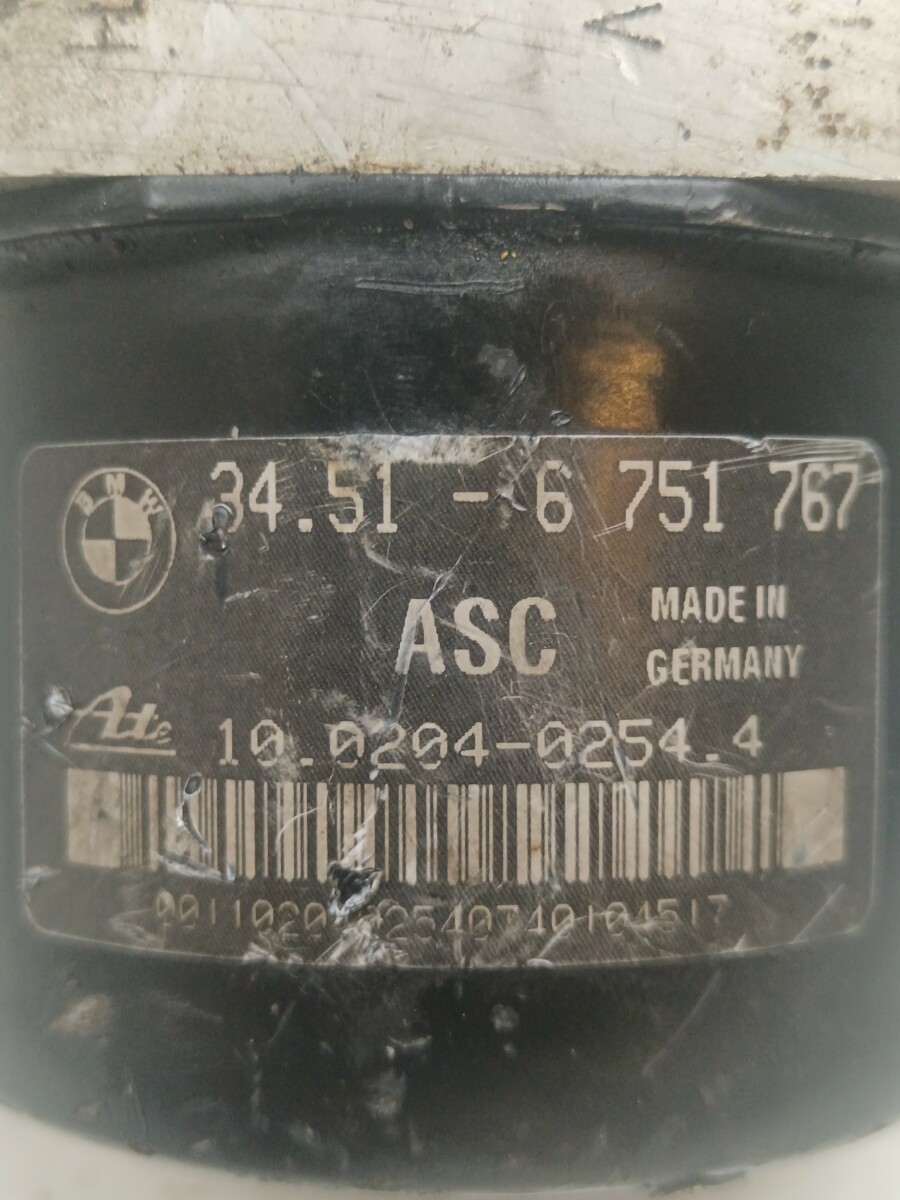 BMW
34.51 - 6 751 767
ASC
MADE IN
GERMANY
Ate
10.0204-0254.4